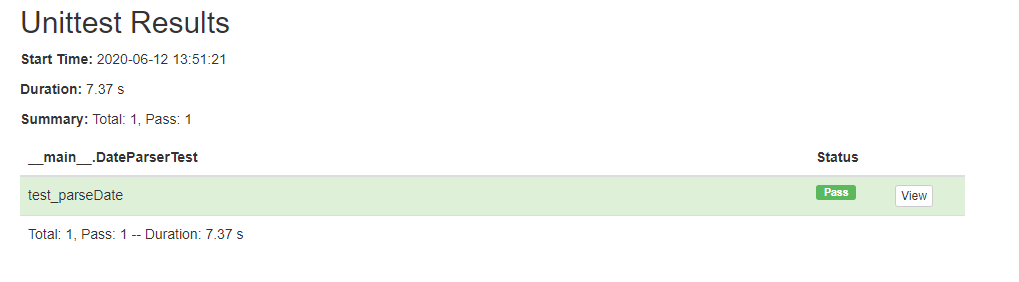 Unittest Results
Start Time: 2020-06-12 13:51:21
Duration: 7.37 s
Summary: Total: 1, Pass: 1
__main__.DateParserTest Status
test_parseDate Pass View
Total: 1, Pass: 1 -- Duration: 7.37 s